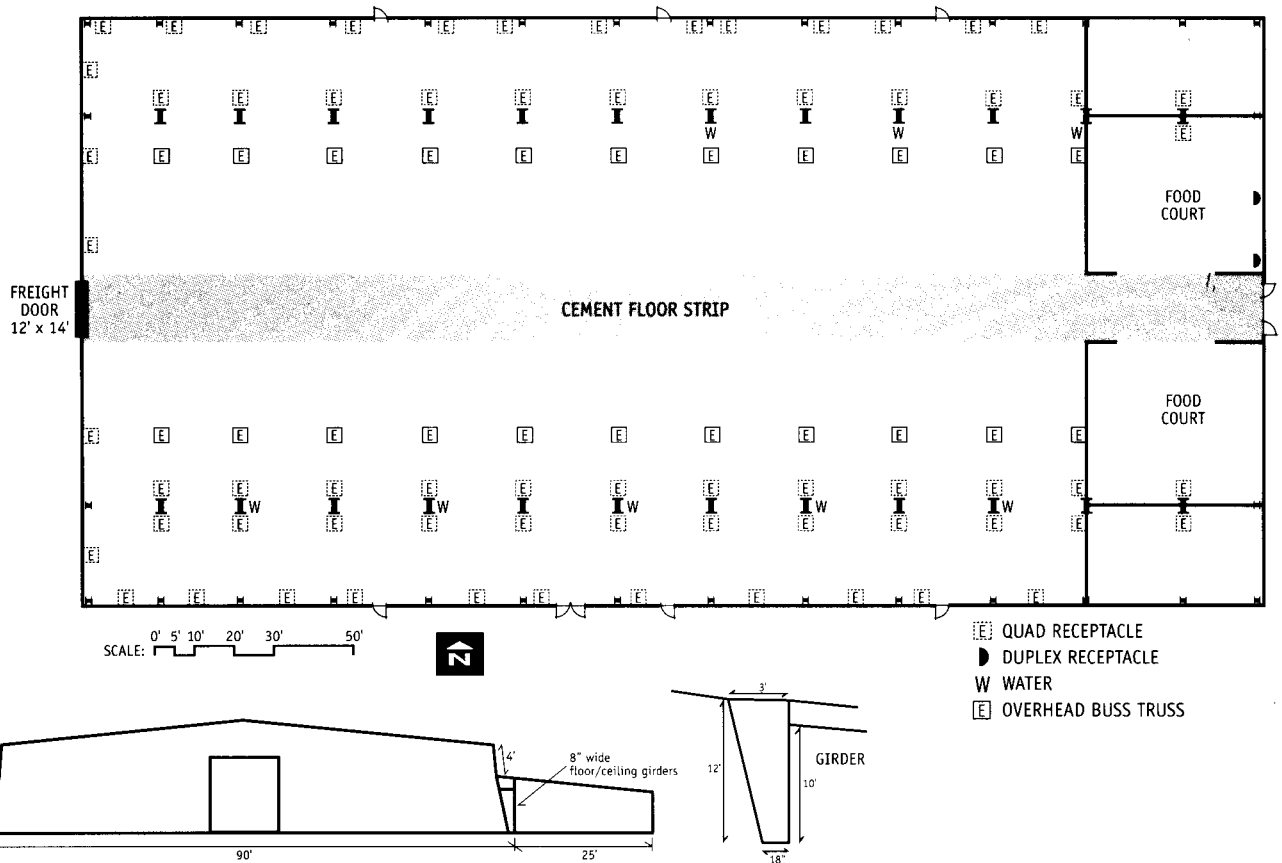 E E E E E E E E E E E E E
E
E E E E E E E E E E E E
W W W E
E E E E E E E E E E E E
FOOD
COURT
E
FREIGHT
DOOR
12' x 14'
CEMENT FLOOR STRIP
FOOD
COURT
E E E E E E E E E E E E
E E E E E E E E E E E E
W W W W W
E E E E E E E E E E E E
E
E E E E E E E E E E E
SCALE: 0' 5' 10' 20' 30' 50'
N
E QUAD RECEPTACLE
DUPLEX RECEPTACLE
W WATER
E OVERHEAD BUSS TRUSS
4'
8" wide
floor/ceiling girders
90'
25'
3'
12'
10'
GIRDER
18"